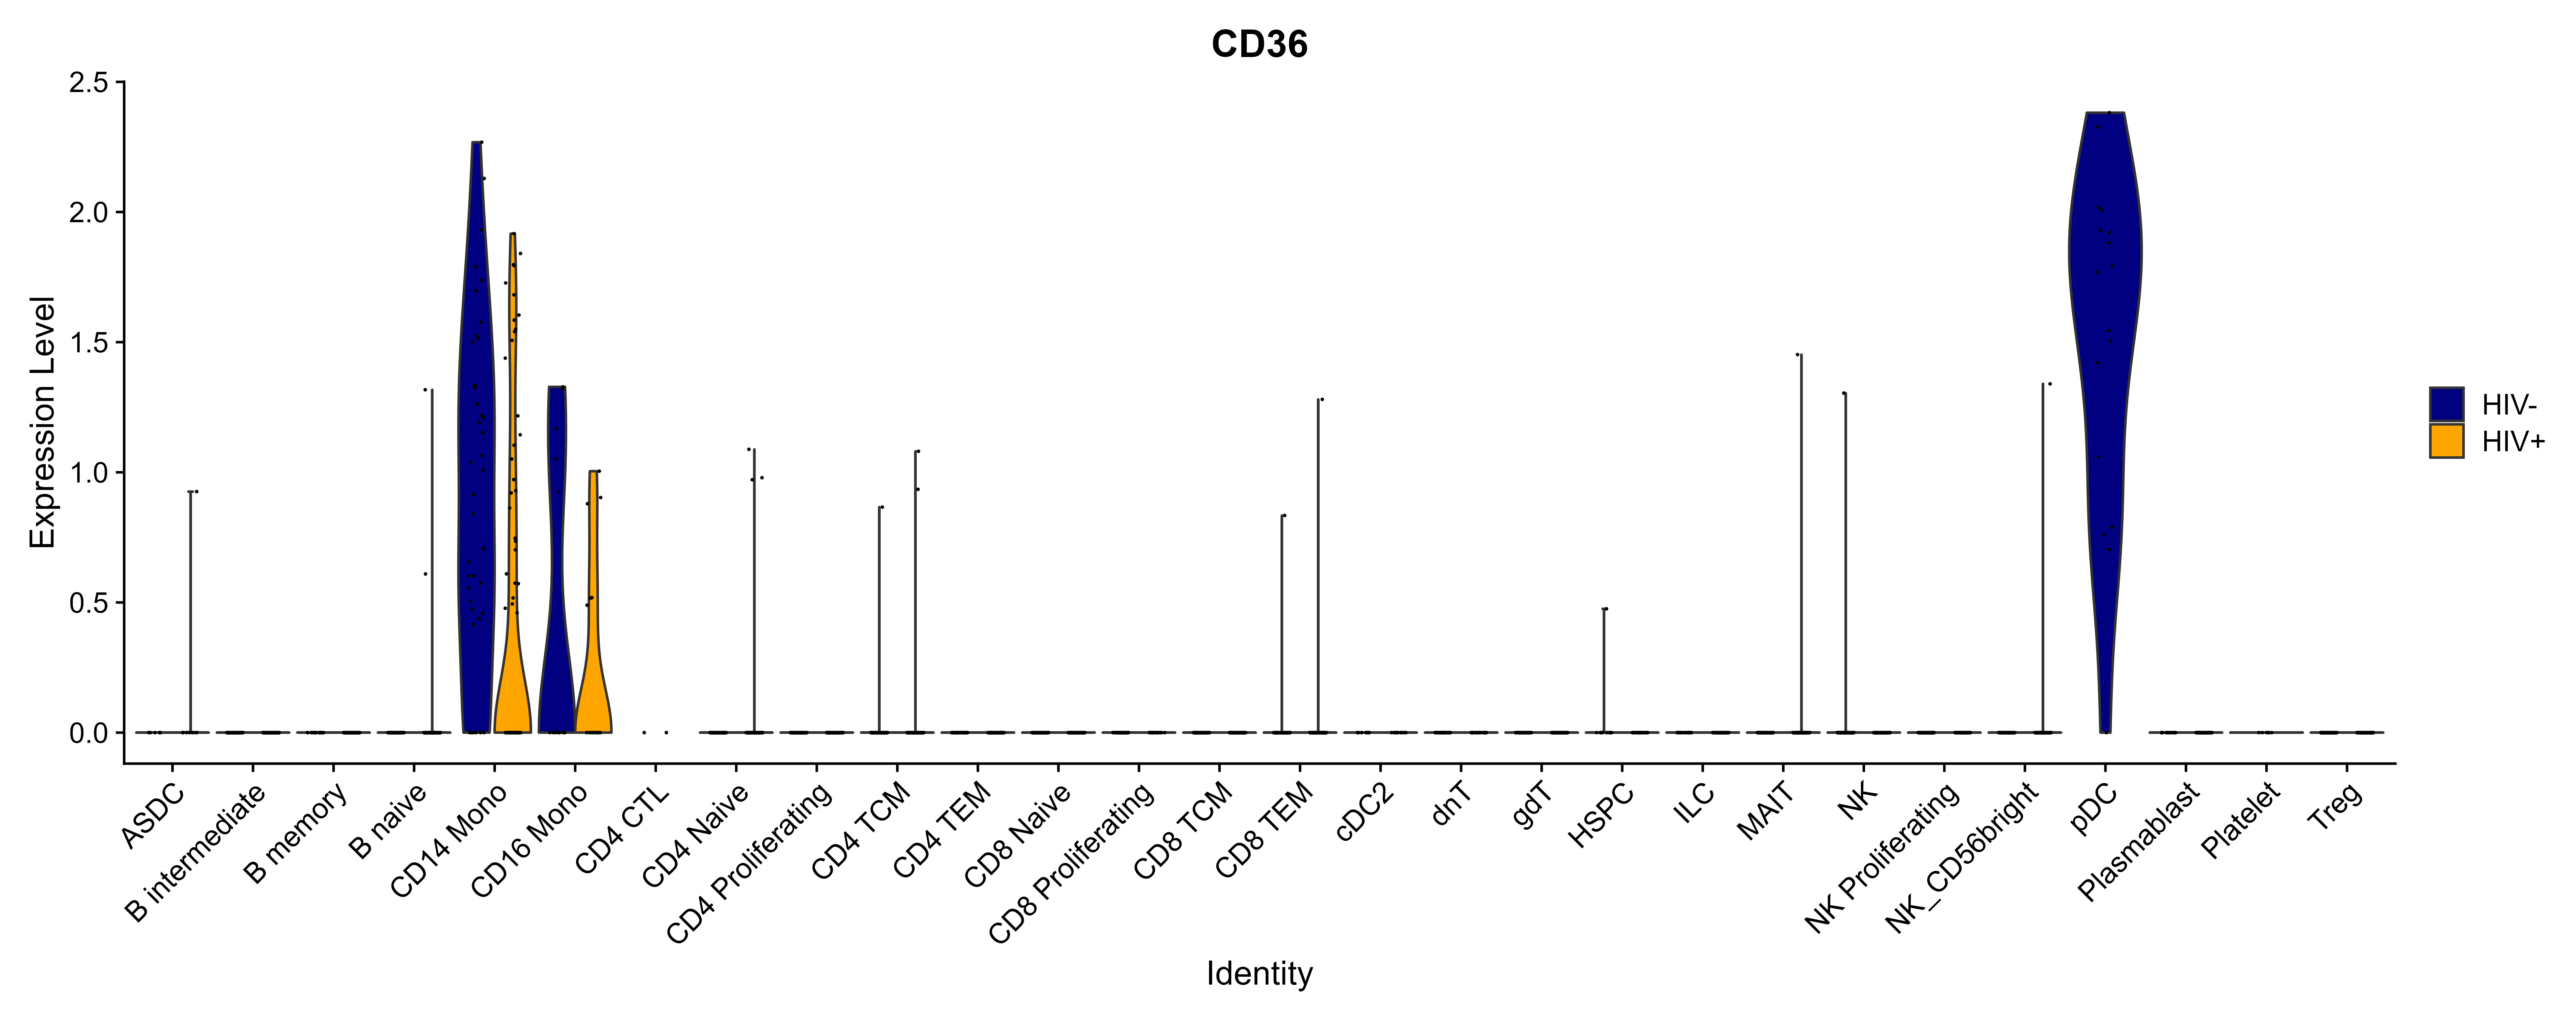 CD36
Expression Level
2.5
2.0
1.5
1.0
0.5
0.0
ASDC
B intermediate
B memory
B naive
CD14 Mono
CD16 Mono
CD4 CTL
CD4 Naive
CD4 Proliferating
CD4 TCM
CD4 TEM
CD8 Naive
CD8 Proliferating
CD8 TCM
CD8 TEM
cDC2
dnT
gdT
HSPC
ILC
MAIT
NK
NK Proliferating
NK_CD56bright
pDC
Plasmablast
Platelet
Treg
Identity
HIV-
HIV+